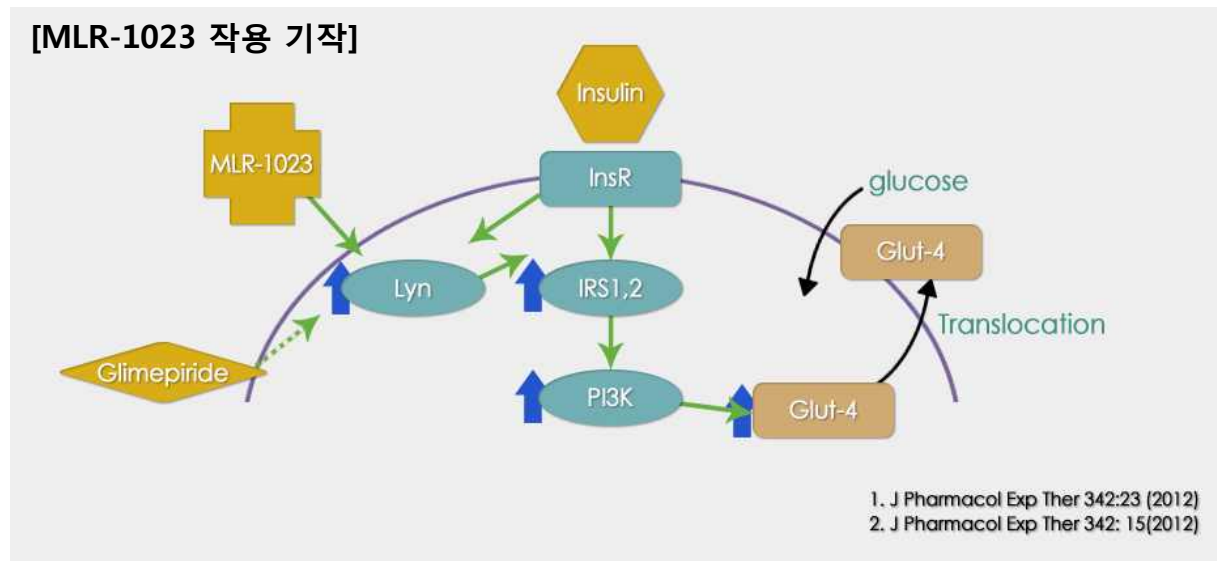 [MLR-1023 작용 기작]
Insulin
MLR-1023
InsR
glucose
Glut-4
Lyn
IRS1,2
Translocation
Glimepiride
PI3K
Glut-4
1. J Pharmacol Exp Ther 342:23 (2012)
2. J Pharmacol Exp Ther 342: 15(2012)